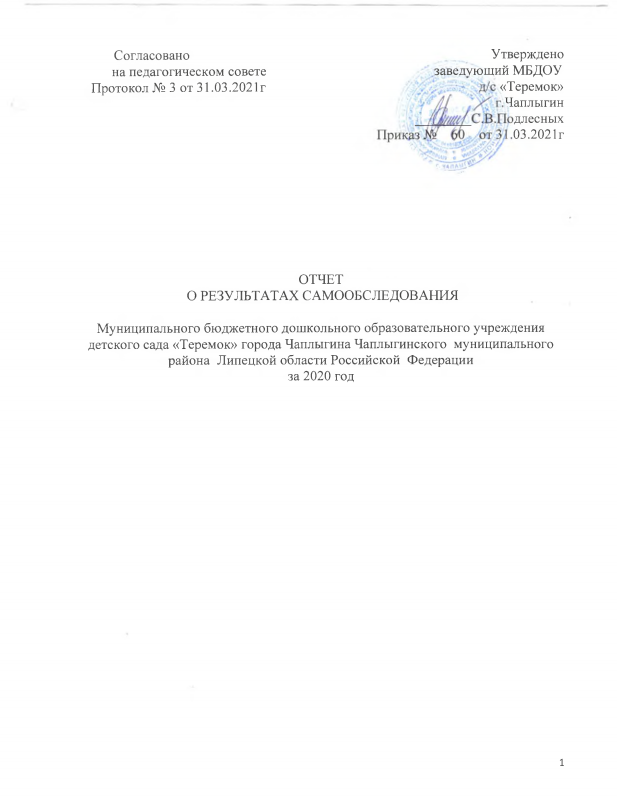 Согласовано
на педагогическом совете
Протокол № 3 от 31.03.2021г
Утверждено
заведующий МБДОУ
д/с «Теремок»
г.Чаплыгин
С.В.Подлесных
Приказ № 60 от 31.03.2021г
ОТЧЕТ
О РЕЗУЛЬТАТАХ САМООБСЛЕДОВАНИЯ
Муниципального бюджетного дошкольного образовательного учреждения
детского сада «Теремок» города Чаплыгина Чаплыгинского муниципального
района Липецкой области Российской Федерации
за 2020 год
1